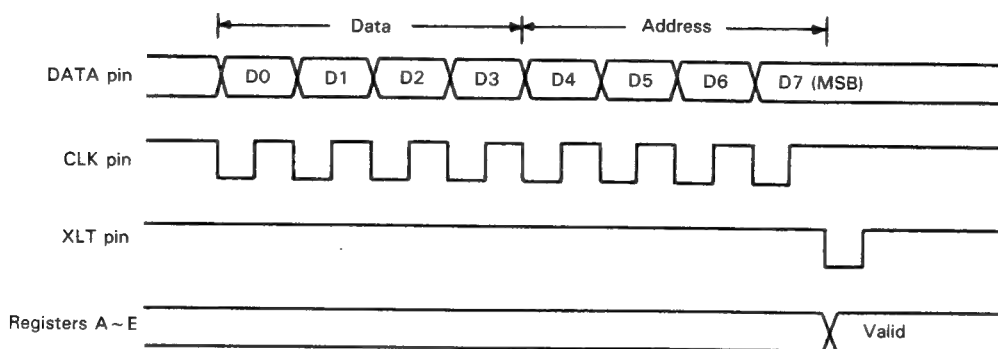 Data Address
DATA pin D0 D1 D2 D3 D4 D5 D6 D7 (MSB)
CLK pin
XLT pin
Registers A~E Valid